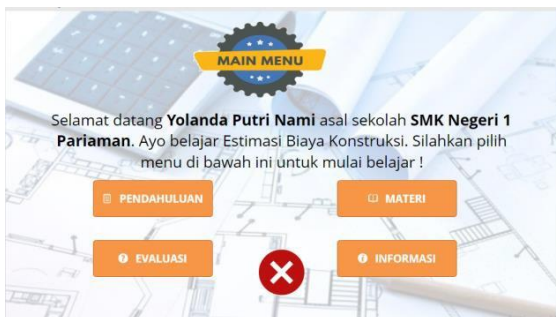 MAIN MENU
Selamat datang Yolanda Putri Nami asal sekolah SMK Negeri 1
Pariaman. Ayo belajar Estimasi Biaya Konstruksi. Silahkan pilih
menu di bawah ini untuk mulai belajar !
PENDAHULUAN
MATERI
EVALUASI
INFORMASI